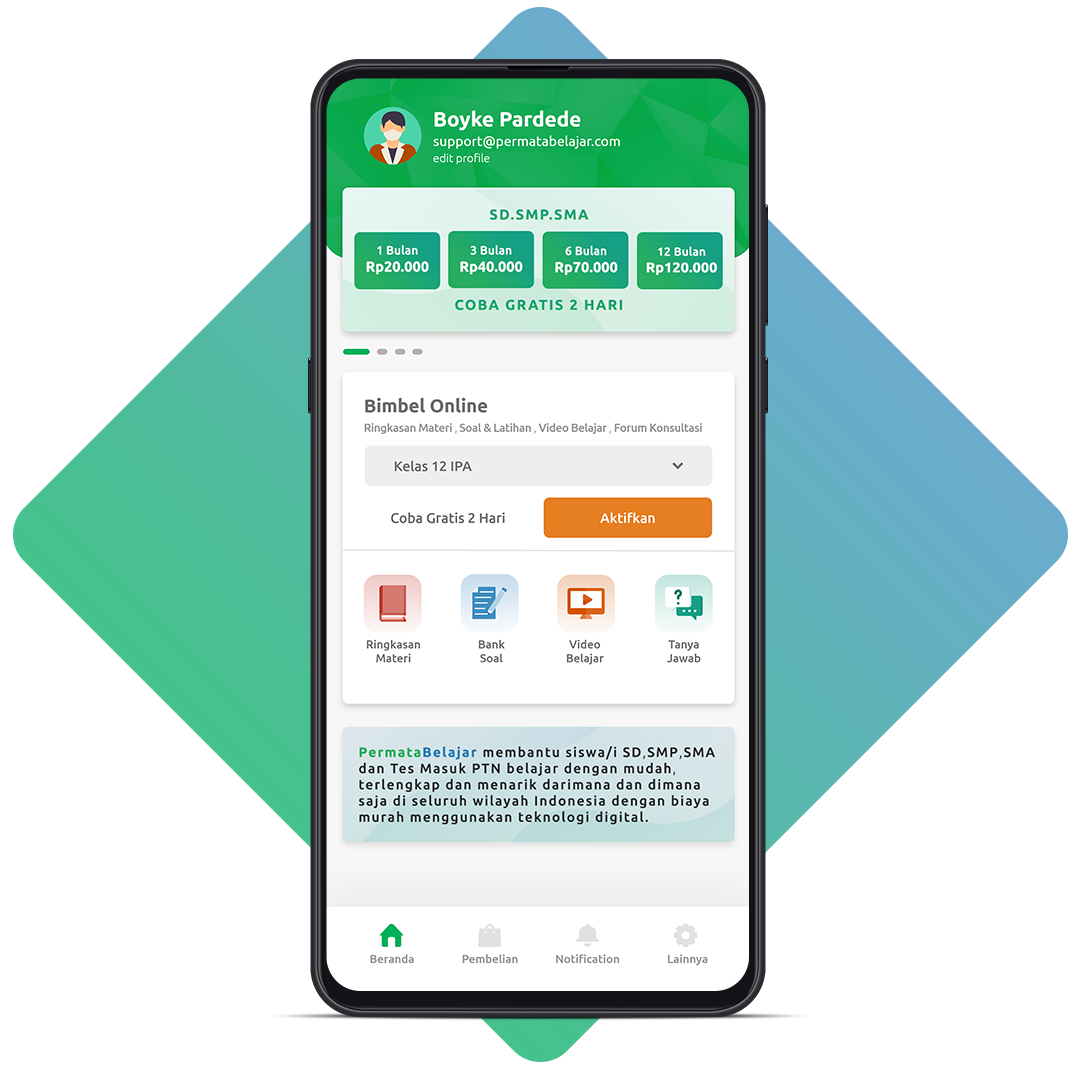 Boyke Pardede
support@permatabelajar.com
edit profile
SD.SMP.SMA
1 Bulan
Rp20.000
3 Bulan
Rp40.000
6 Bulan
Rp70.000
12 Bulan
Rp120.000
COBA GRATIS 2 HARI
Bimbel Online
Ringkasan Materi , Soal & Latihan , Video Belajar , Forum Konsultasi
Kelas 12 IPA
Coba Gratis 2 Hari
Aktifkan
Ringkasan
Materi
Bank
Soal
Video
Belajar
?
Tanya
Jawab
PermataBelajar membantu siswa/i SD,SMP,SMA
dan Tes Masuk PTN belajar dengan mudah,
terlengkap dan menarik darimana dan dimana
saja di seluruh wilayah Indonesia dengan biaya
murah menggunakan teknologi digital.
Beranda
Pembelian
Notification
Lainnya